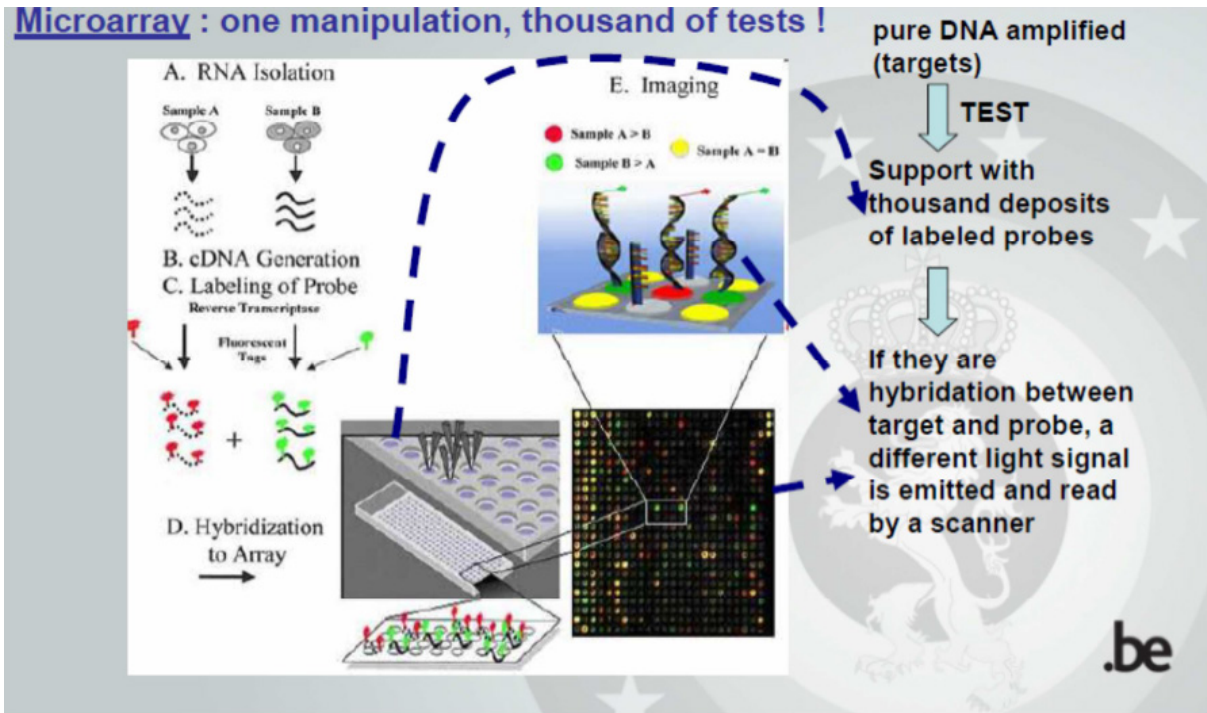 Microarray : one manipulation, thousand of tests !
A. RNA Isolation
Sample A
Sample B
B. cDNA Generation
C. Labeling of Probe
Reverse Transcriptase
Fluorescent
Tags
+
D. Hybridization
to Array
E. Imaging
Sample A > B
Sample B > A
Sample A = B
pure DNA amplified
(targets)
TEST
Support with
thousand deposits
of labeled probes
If they are
hybridation between
target and probe, a
different light signal
is emitted and read
by a scanner
.be